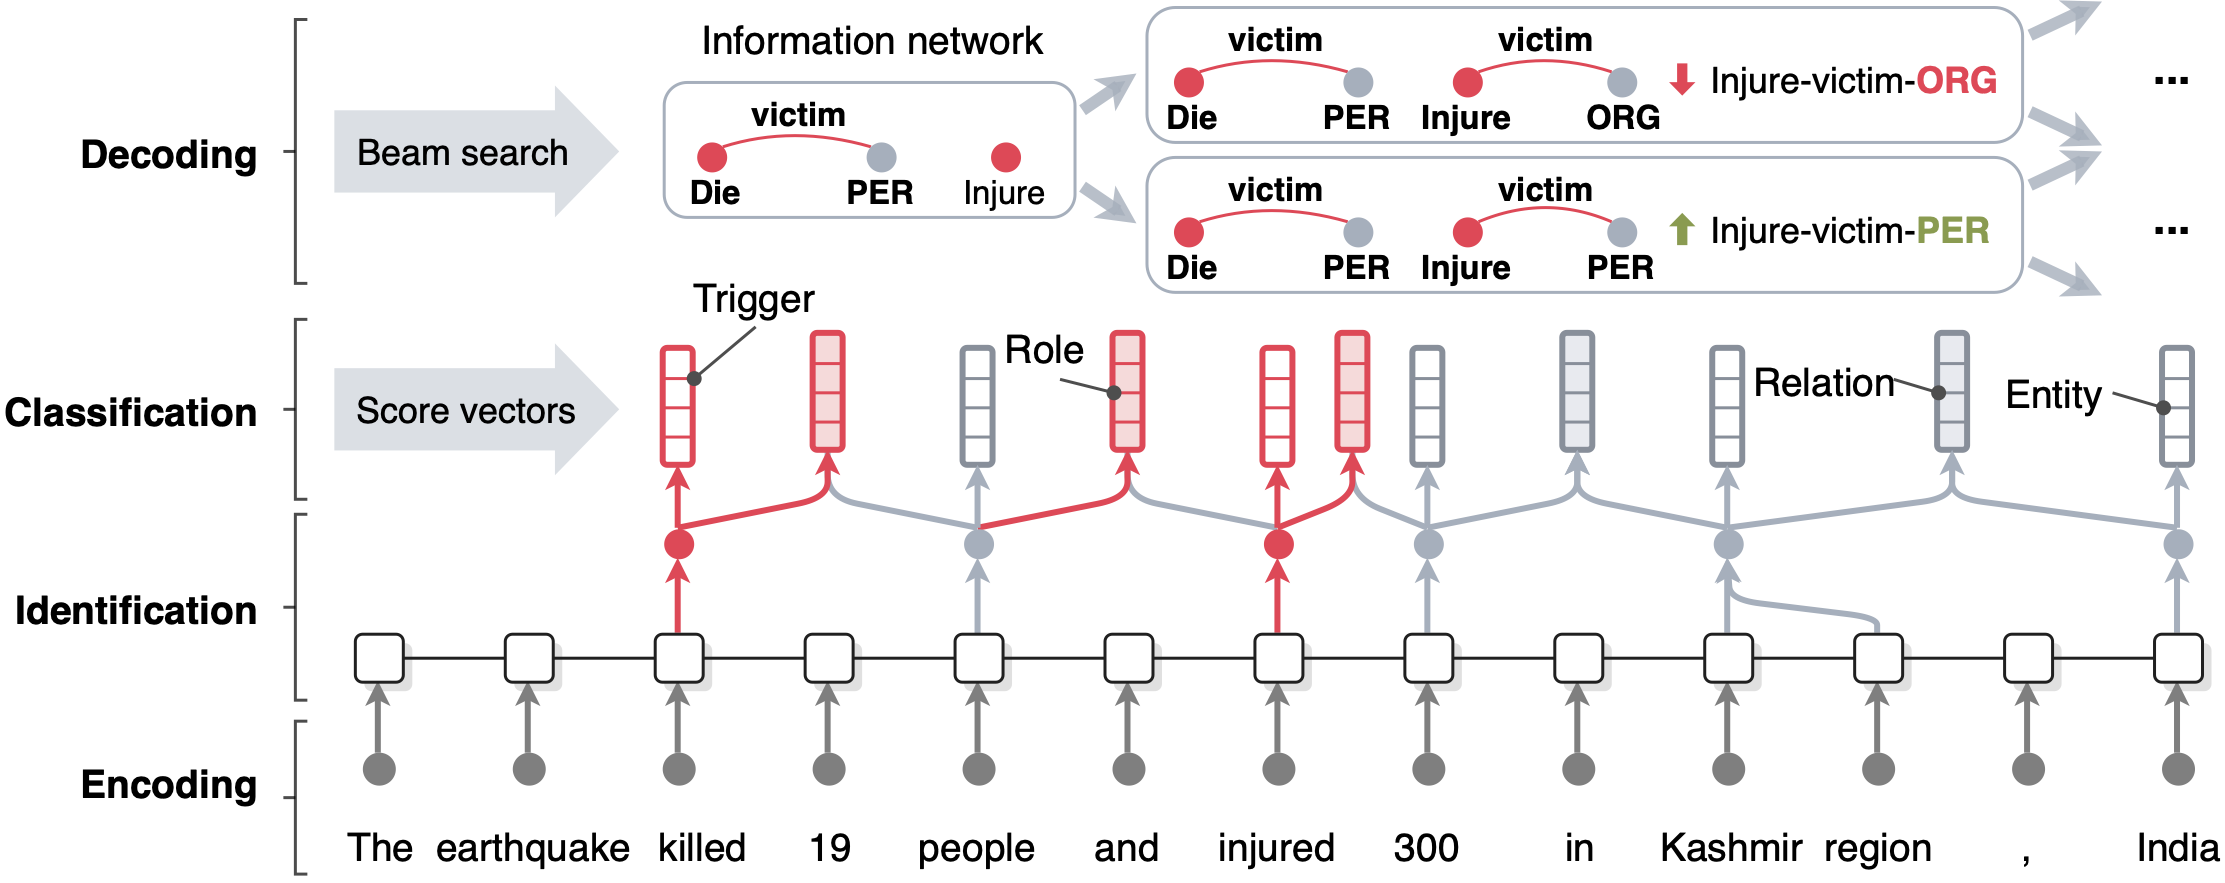 Information network
Decoding
Beam search
victim
Die PER Injure
victim victim
Die PER Injure ORG
Injure-victim-ORG
...
victim victim
Die PER Injure PER
Injure-victim-PER
...
Classification
Score vectors
Trigger
Role
Relation
Entity
Identification
Encoding
The earthquake killed 19 people and injured 300 in Kashmir region , India